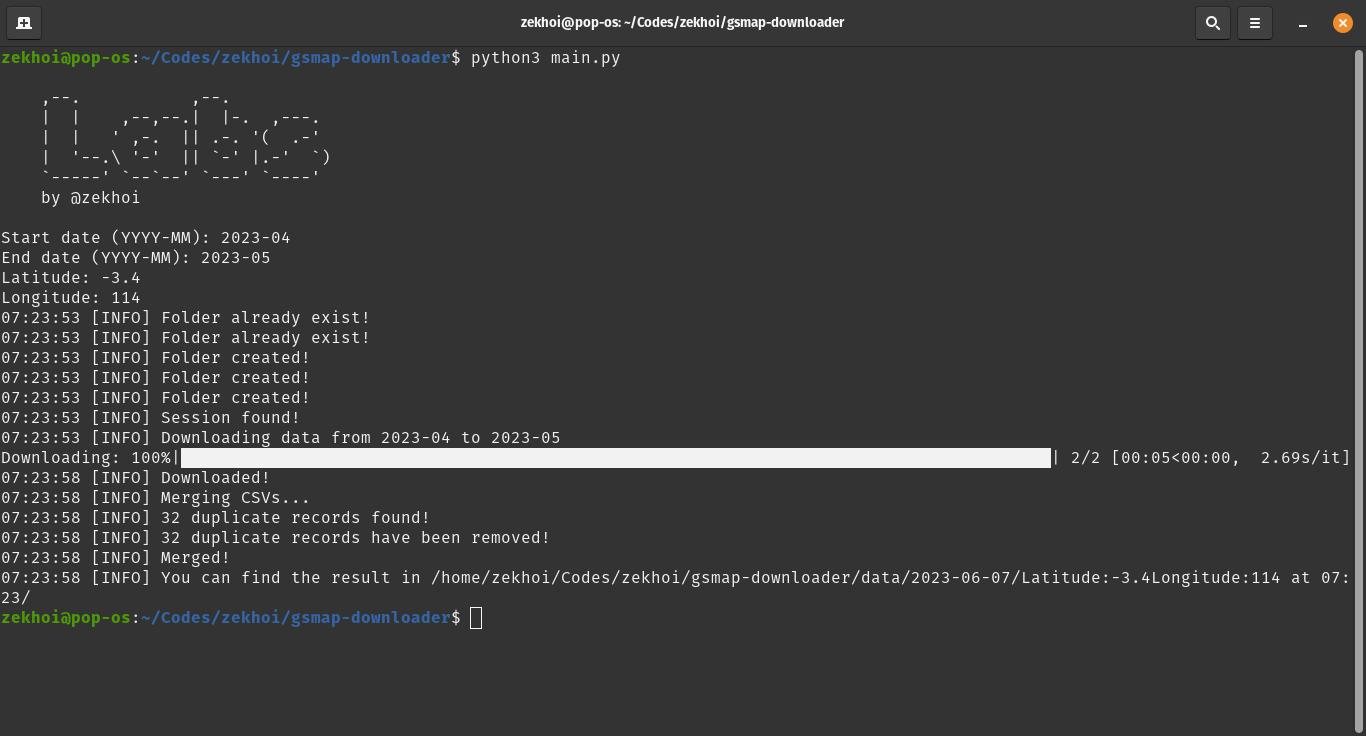 zekhoi@pop-os: ~/Codes/zekhoi/gsmap-downloader
zekhoi@pop-os:~/Codes/zekhoi/gsmap-downloader$ python3 main.py
    ,--.           ,--.
    |  |    ,--,--.|  |-.  ,---.
    |  |   ' ,-.  || .-. '(  .-'
    |  '--.\ '-'  || `-' |.-'  `)
    `-----' `--`--' `---' `----'
    by @zekhoi
Start date (YYYY-MM): 2023-04
End date (YYYY-MM): 2023-05
Latitude: -3.4
Longitude: 114
07:23:53 [INFO] Folder already exist!
07:23:53 [INFO] Folder already exist!
07:23:53 [INFO] Folder created!
07:23:53 [INFO] Folder created!
07:23:53 [INFO] Folder created!
07:23:53 [INFO] Session found!
07:23:53 [INFO] Downloading data from 2023-04 to 2023-05
Downloading: 100%|███████████████████████████████████████| 2/2 [00:05<00:00,  2.69s/it]
07:23:58 [INFO] Downloaded!
07:23:58 [INFO] Merging CSVs...
07:23:58 [INFO] 32 duplicate records found!
07:23:58 [INFO] 32 duplicate records have been removed!
07:23:58 [INFO] Merged!
07:23:58 [INFO] You can find the result in /home/zekhoi/Codes/zekhoi/gsmap-downloader/data/2023-06-07/Latitude:-3.4Longitude:114 at 07:
23/
zekhoi@pop-os:~/Codes/zekhoi/gsmap-downloader$